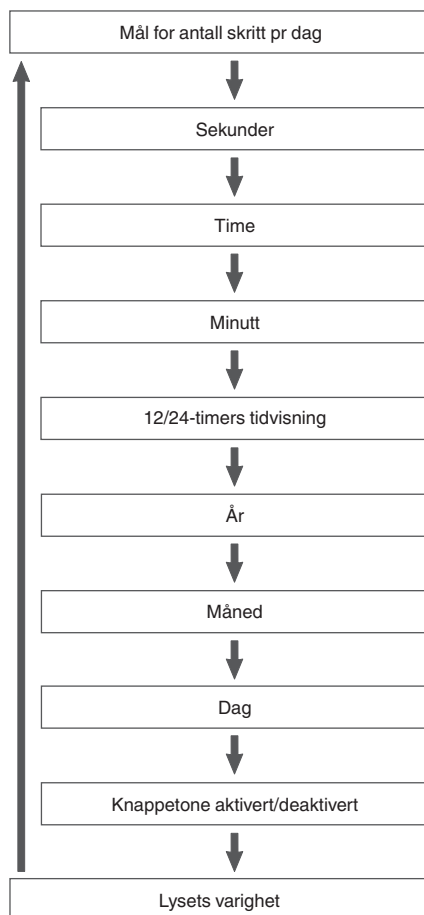 Mål for antall skritt pr dag
Sekunder
Time
Minutt
12/24-timers tidvisning
År
Måned
Dag
Knappetone aktivert/deaktivert
Lysets varighet